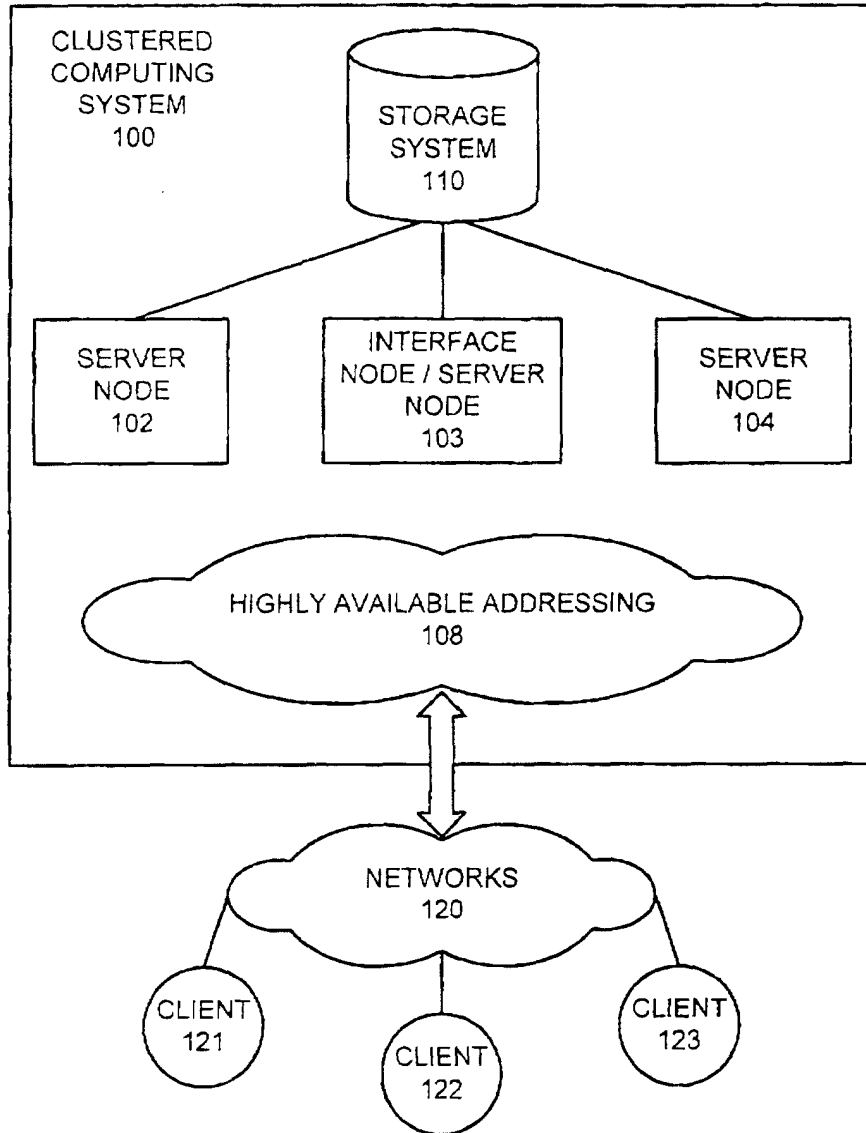 CLUSTERED
COMPUTING
SYSTEM
100
STORAGE
SYSTEM
110
SERVER
NODE
102
INTERFACE
NODE / SERVER
NODE
103
SERVER
NODE
104
HIGHLY AVAILABLE ADDRESSING
108
NETWORKS
120
CLIENT
121
CLIENT
122
CLIENT
123